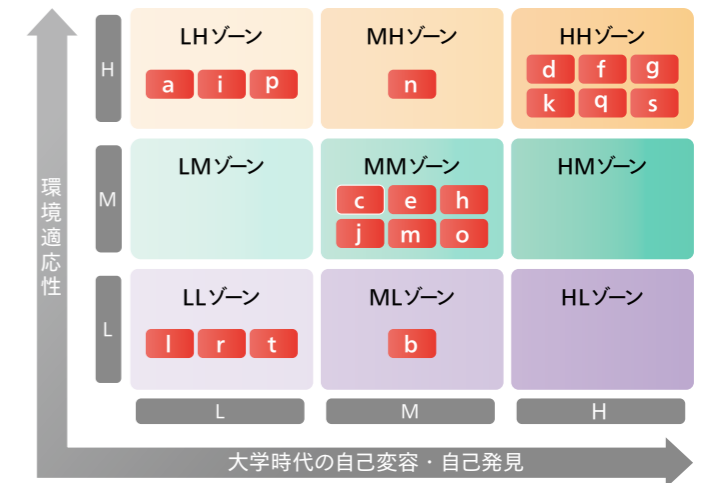 LHゾーン
MHゾーン
HHゾーン
H
a i p
n
d f g
k q s
LMゾーン
MMゾーン
HMゾーン
M
c e h
j m o
環境適応性
LLゾーン
MLゾーン
HLゾーン
L
l r t
b
L
M
H
大学時代の自己変容・自己発見